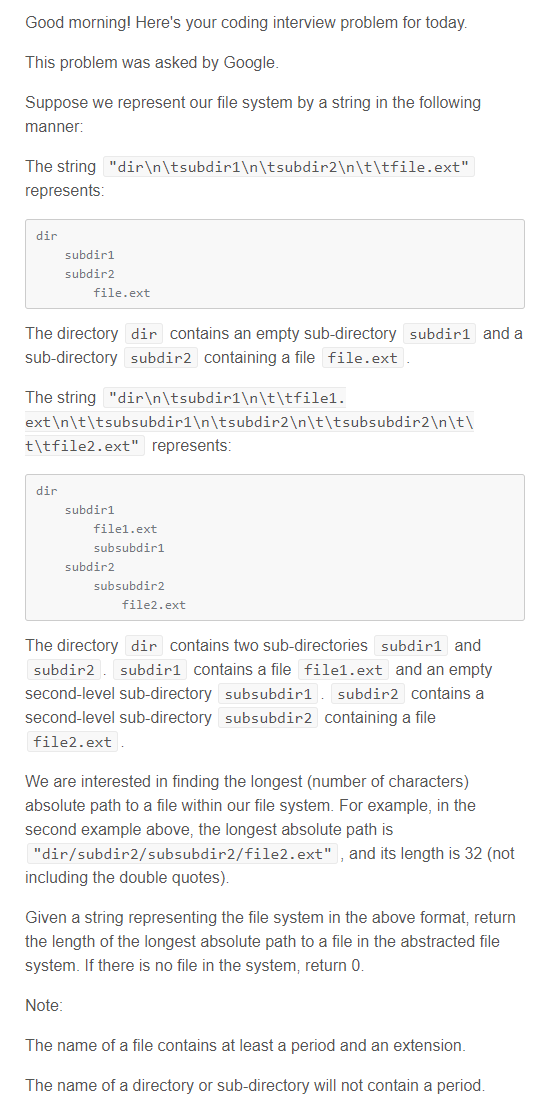 Good morning! Here's your coding interview problem for today.
This problem was asked by Google.
Suppose we represent our file system by a string in the following
manner:
The string "dir\n\tsubdir1\n\tsubdir2\n\t\tfile.ext"
represents:
dir
    subdir1
    subdir2
        file.ext
The directory dir contains an empty sub-directory subdir1 and a
sub-directory subdir2 containing a file file.ext .
The string "dir\n\tsubdir1\n\t\tfile1.
ext\n\t\tsubsubdir1\n\tsubdir2\n\t\tsubsubdir2\n\t\
t\tfile2.ext" represents:
dir
    subdir1
        file1.ext
        subsubdir1
    subdir2
        subsubdir2
            file2.ext
The directory dir contains two sub-directories subdir1 and
subdir2 . subdir1 contains a file file1.ext and an empty
second-level sub-directory subsubdir1 . subdir2 contains a
second-level sub-directory subsubdir2 containing a file
file2.ext .
We are interested in finding the longest (number of characters)
absolute path to a file within our file system. For example, in the
second example above, the longest absolute path is
"dir/subdir2/subsubdir2/file2.ext" , and its length is 32 (not
including the double quotes).
Given a string representing the file system in the above format, return
the length of the longest absolute path to a file in the abstracted file
system. If there is no file in the system, return 0.
Note:
The name of a file contains at least a period and an extension.
The name of a directory or sub-directory will not contain a period.